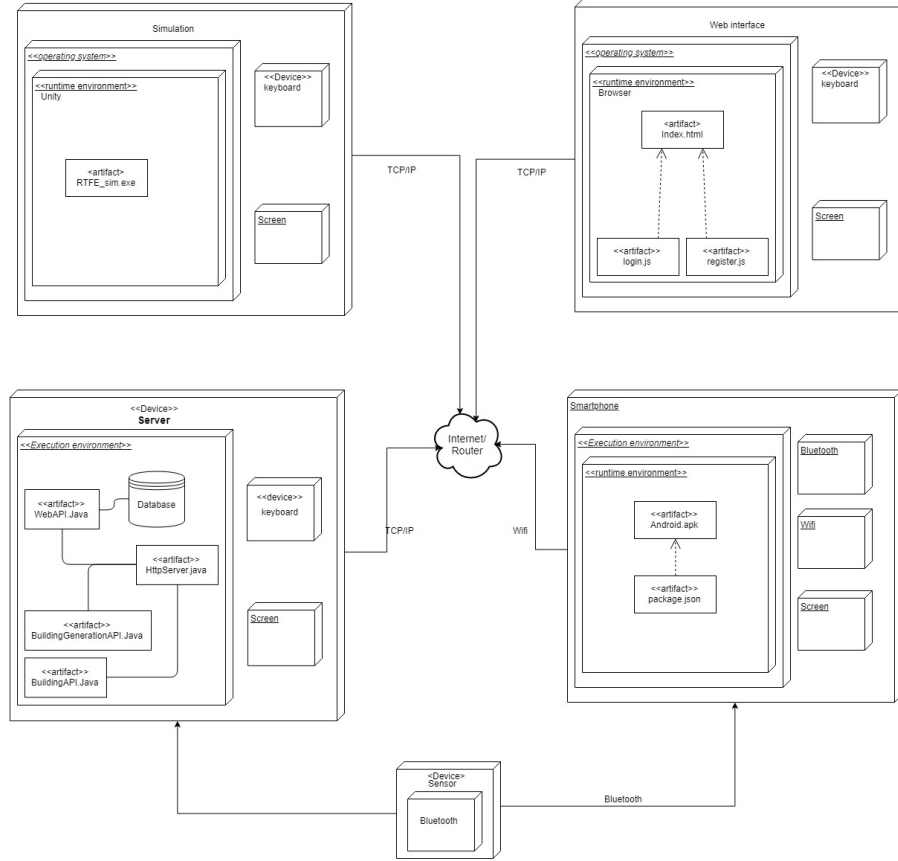 Simulation
<<operating system>>
<<runtime environment>>
Unity
<artifact>
RTFE_sim.exe
<<Device>>
keyboard
Screen
Web interface
<<operating system>>
<<runtime environment>>
Browser
<artifact>
Index.html
<<artifact>>
login.js
<<artifact>>
register.js
<<Device>>
keyboard
Screen
TCP/IP
TCP/IP
Internet/
Router
<<Device>>
Server
<<Execution environment>>
<<artifact>>
WebAPI.Java
Database
<<artifact>>
HttpServer.java
<<artifact>>
BuildingGenerationAPI.Java
<<artifact>>
BuildingAPI.Java
<<device>>
keyboard
Screen
TCP/IP
Wifi
Smartphone
<<Execution environment>>
<<runtime environment>>
<<artifact>>
Android.apk
<<artifact>>
package.json
Bluetooth
Wifi
Screen
<Device>
Sensor
Bluetooth
Bluetooth